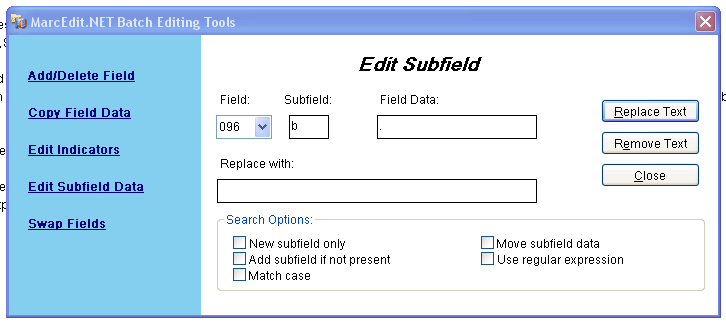 MarcEdit.NET Batch Editing Tools
Add/Delete Field
Copy Field Data
Edit Indicators
Edit Subfield Data
Swap Fields
Edit Subfield
Field: Subfield: Field Data:
096 b .
Replace with:
Replace Text
Remove Text
Close
Search Options:
New subfield only
Add subfield if not present
Match case
Move subfield data
Use regular expression